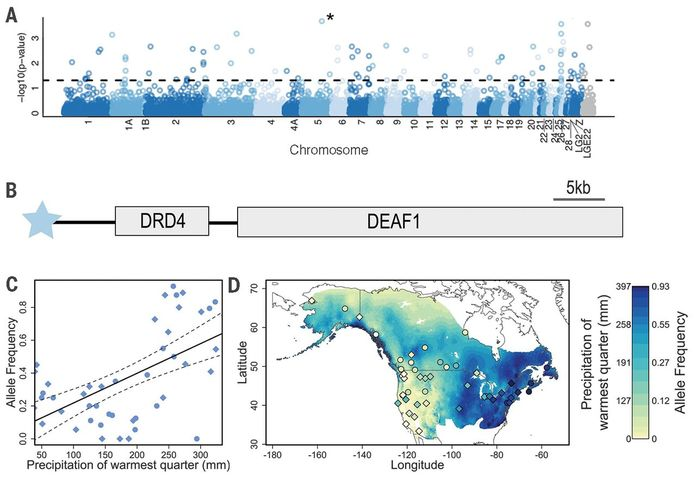 A
*
−log10(p−value)
3
2
1
0
1
1A
1B
2
3
4
4A
5
6
7
8
9
10
11
12
13
14
15
17
18
19
20
21
22
23
24
25
26
27
28
LG2
Z
LGE22
Chromosome
B
5kb
DRD4
DEAF1
C
Allele Frequency
0.8
0.6
0.4
0.2
0.0
50 100 150 200 250 300
Precipitation of warmest quarter (mm)
D
Latitude
70
60
50
40
30
-180 -160 -140 -120 -100 -80 -60
Longitude
Precipitation of
warmest quarter (mm)
397 0.93
258 0.55
191 0.41
127 0.27
0 0
Allele Frequency